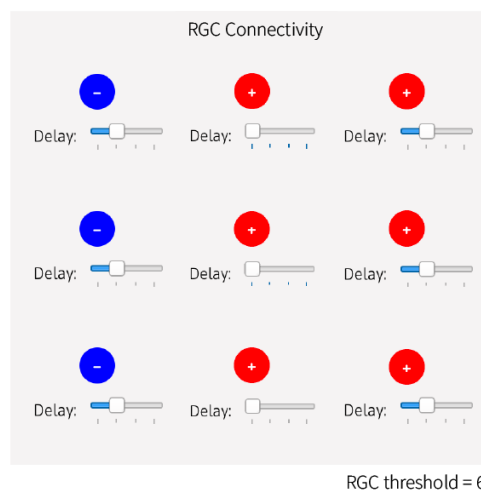 RGC Connectivity
- + +
Delay: Delay: Delay:
- + +
Delay: Delay: Delay:
- + +
Delay: Delay: Delay:
RGC threshold = 6